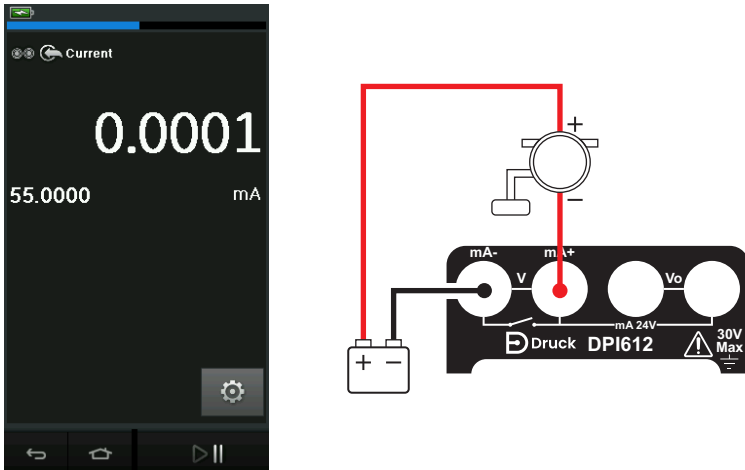 Current
0.0001
55.0000 mA
+
−
mA- mA+
V Vo
mA 24V
Druck DPI612
30V
Max
+ −